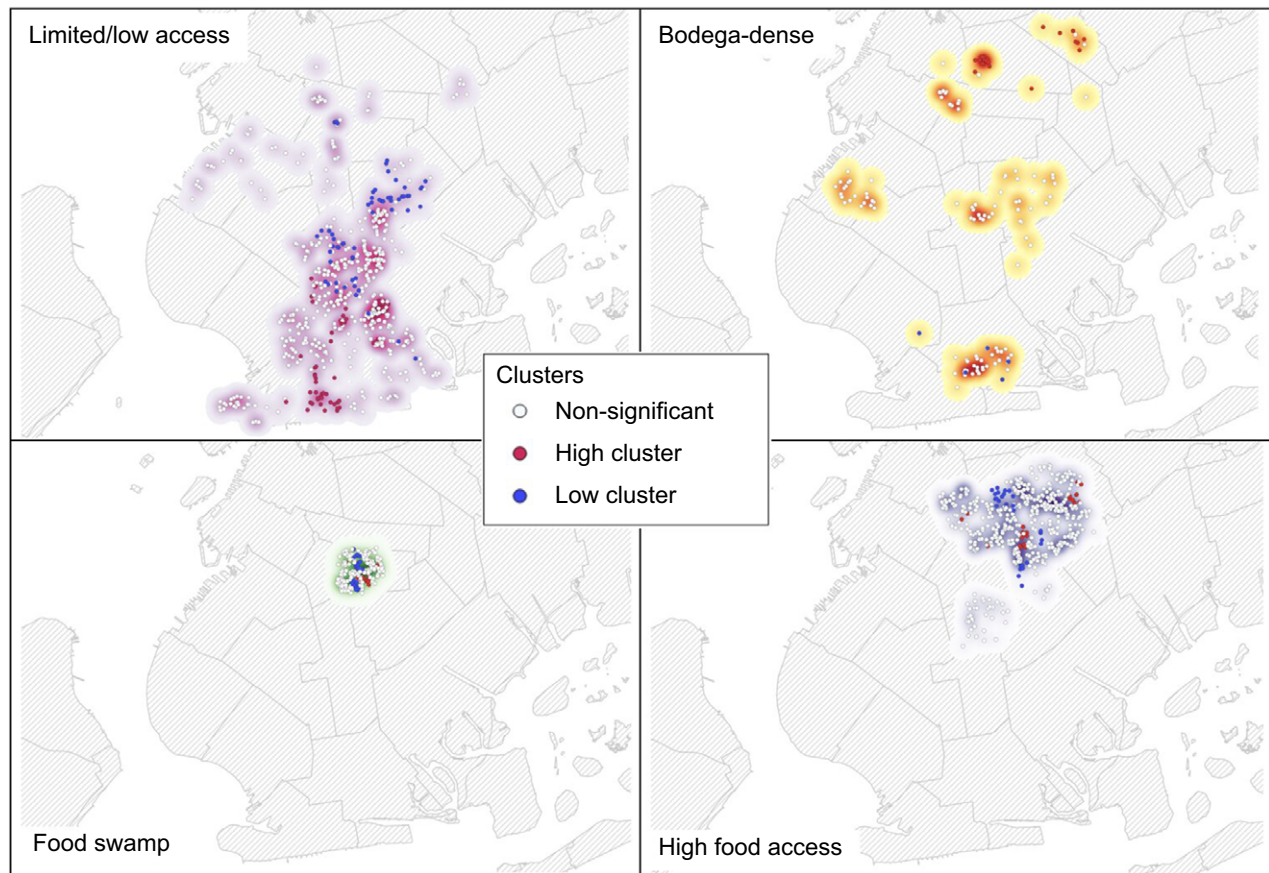 Limited/low access
Bodega-dense
Clusters
Non-significant
High cluster
Low cluster
Food swamp
High food access